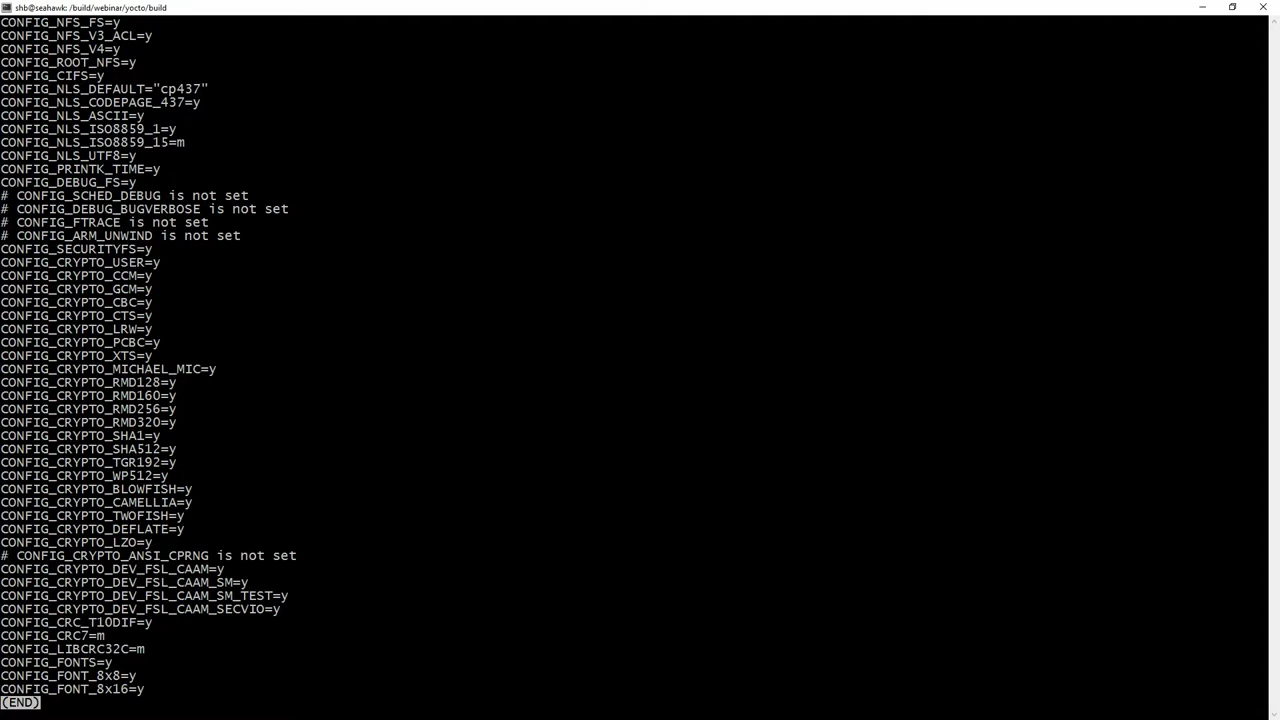 shb@seahawk: /build/webinar/yocto/build
CONFIG_NFS_FS=y
CONFIG_NFS_V3_ACL=y
CONFIG_NFS_V4=y
CONFIG_ROOT_NFS=y
CONFIG_CIFS=y
CONFIG_NLS_DEFAULT="cp437"
CONFIG_NLS_CODEPAGE_437=y
CONFIG_NLS_ASCII=y
CONFIG_NLS_ISO8859_1=y
CONFIG_NLS_ISO8859_15=m
CONFIG_NLS_UTF8=y
CONFIG_PRINTK_TIME=y
CONFIG_DEBUG_FS=y
# CONFIG_SCHED_DEBUG is not set
# CONFIG_DEBUG_BUGVERBOSE is not set
# CONFIG_FTRACE is not set
# CONFIG_ARM_UNWIND is not set
CONFIG_SECURITYFS=y
CONFIG_CRYPTO_USER=y
CONFIG_CRYPTO_CCM=y
CONFIG_CRYPTO_GCM=y
CONFIG_CRYPTO_CBC=y
CONFIG_CRYPTO_CTS=y
CONFIG_CRYPTO_LRW=y
CONFIG_CRYPTO_PCBC=y
CONFIG_CRYPTO_XTS=y
CONFIG_CRYPTO_MICHAEL_MIC=y
CONFIG_CRYPTO_RMD128=y
CONFIG_CRYPTO_RMD160=y
CONFIG_CRYPTO_RMD256=y
CONFIG_CRYPTO_RMD320=y
CONFIG_CRYPTO_SHA1=y
CONFIG_CRYPTO_SHA512=y
CONFIG_CRYPTO_TGR192=y
CONFIG_CRYPTO_WP512=y
CONFIG_CRYPTO_BLOWFISH=y
CONFIG_CRYPTO_CAMELLIA=y
CONFIG_CRYPTO_TWOFISH=y
CONFIG_CRYPTO_DEFLATE=y
CONFIG_CRYPTO_LZO=y
# CONFIG_CRYPTO_ANSI_CPRNG is not set
CONFIG_CRYPTO_DEV_FSL_CAAM=y
CONFIG_CRYPTO_DEV_FSL_CAAM_SM=y
CONFIG_CRYPTO_DEV_FSL_CAAM_SM_TEST=y
CONFIG_CRYPTO_DEV_FSL_CAAM_SECVIO=y
CONFIG_CRC_T10DIF=y
CONFIG_CRC7=m
CONFIG_LIBCRC32C=m
CONFIG_FONTS=y
CONFIG_FONT_8x8=y
CONFIG_FONT_8x16=y
(END)